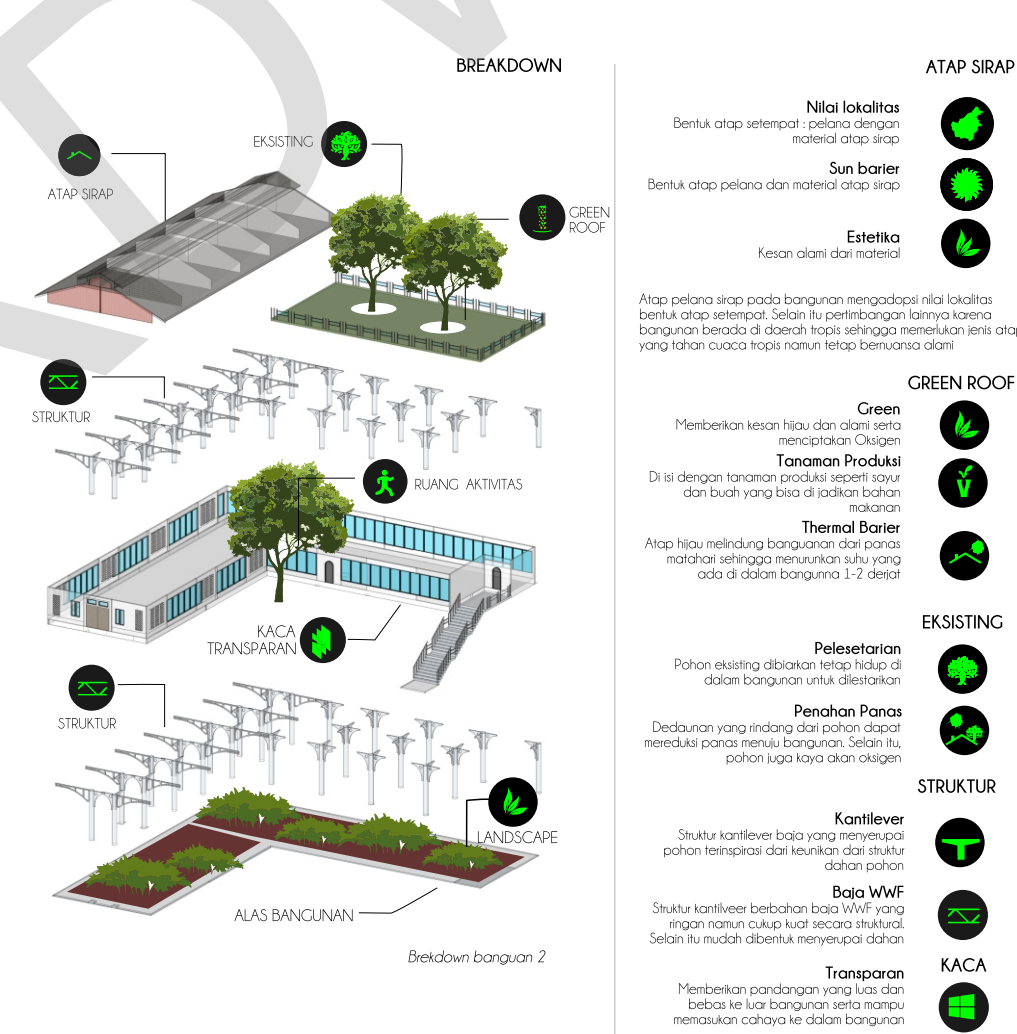 BREAKDOWN
EKSISTING
ATAP SIRAP
GREEN
ROOF
STRUKTUR
RUANG AKTIVITAS
KACA
TRANSPARAN
STRUKTUR
LANDSCAPE
ALAS BANGUNAN
Brekdown banguan 2
ATAP SIRAP
Nilai lokalitas
Bentuk atap setempat : pelana dengan
material atap sirap
Sun barier
Bentuk atap pelana dan material atap sirap
Estetika
Kesan alami dari material
Atap pelana sirap pada bangunan mengadopsi nilai lokalitas
bentuk atap setempat. Selain itu pertimbangan lainnya karena
bangunan berada di daerah tropis sehingga memerlukan jenis atap
yang tahan cuaca tropis namun tetap bernuansa alami
GREEN ROOF
Green
Memberikan kesan hijau dan alami serta
menciptakan Oksigen
Tanaman Produksi
Di isi dengan tanaman produksi seperti sayur
dan buah yang bisa di jadikan bahan
makanan
Thermal Barier
Atap hijau melindung banguanan dari panas
matahari sehingga menurunkan suhu yang
ada di dalam bangunna 1-2 derjat
EKSISTING
Pelesetarian
Pohon eksisting dibiarkan tetap hidup di
dalam bangunan untuk dilestarikan
Penahan Panas
Dedaunan yang rindang dari pohon dapat
mereduksi panas menuju bangunan. Selain itu,
pohon juga kaya akan oksigen
STRUKTUR
Kantilever
Struktur kantilever baja yang menyerupai
pohon terinspirasi dari keunikan dari struktur
dahan pohon
Baja WWF
Struktur kantilveer berbahan baja WWF yang
ringan namun cukup kuat secara struktural.
Selain itu mudah dibentuk menyerupai dahan
KACA
Transparan
Memberikan pandangan yang luas dan
bebas ke luar bangunan serta mampu
memasukan cahaya ke dalam bangunan